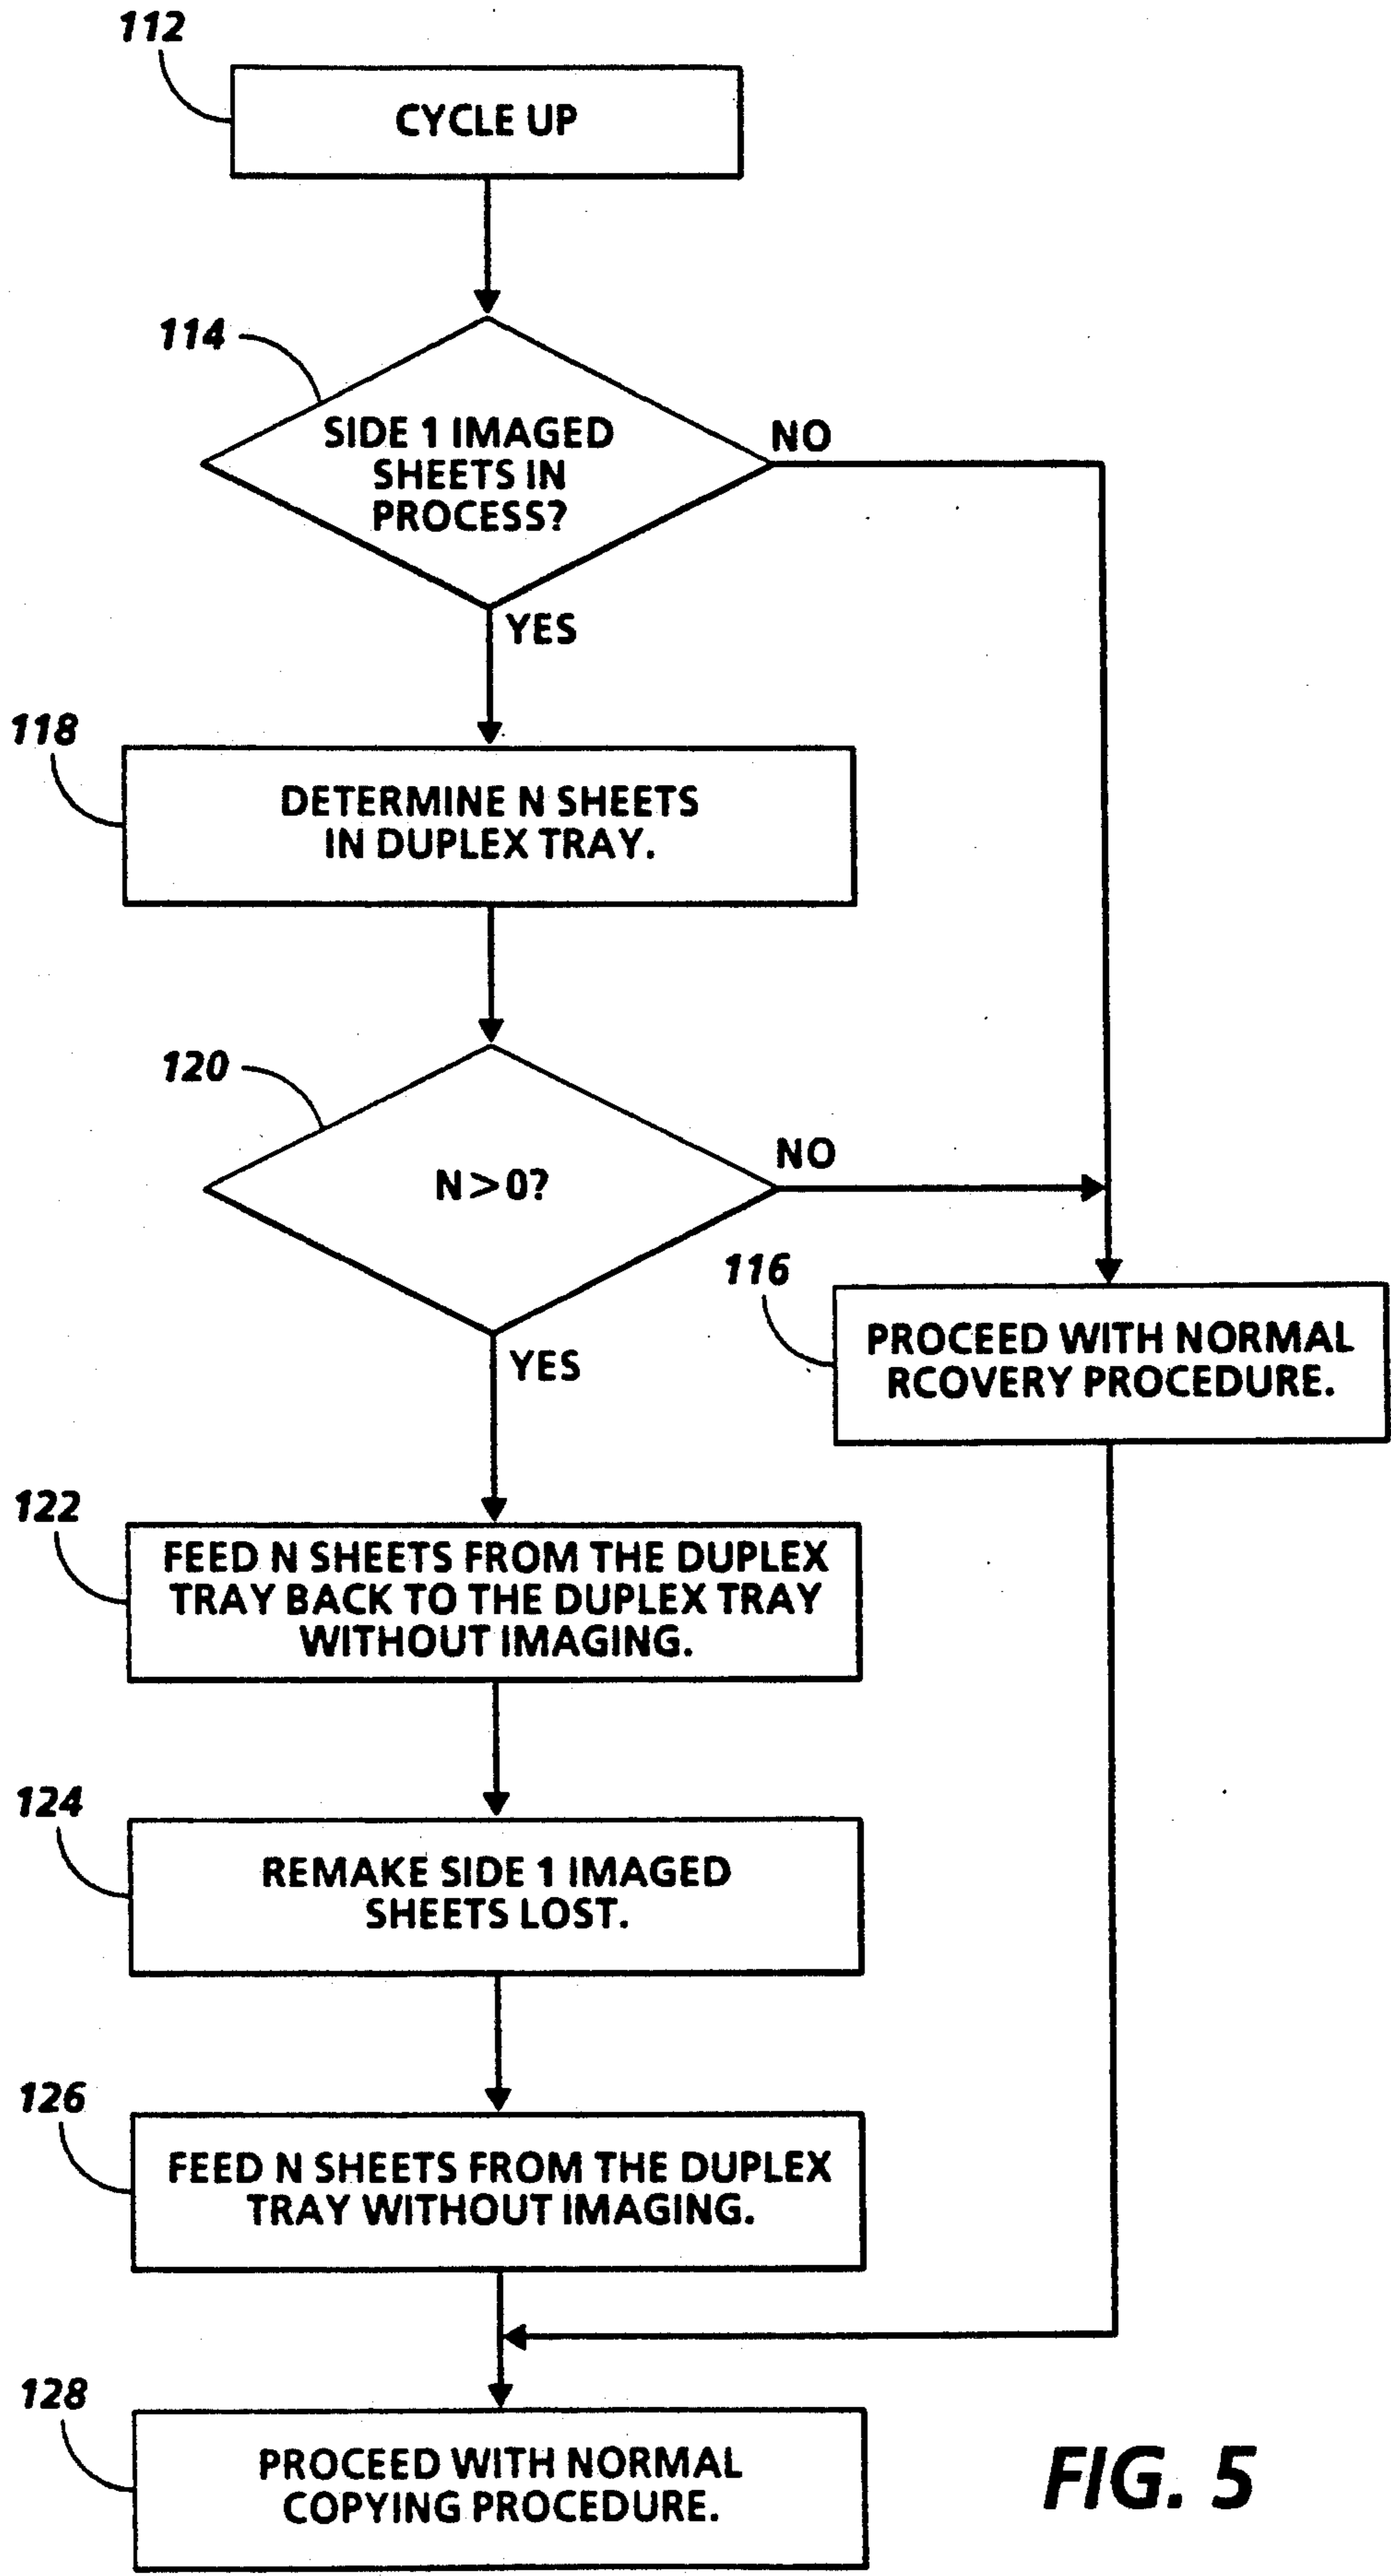 112
CYCLE UP
114
SIDE 1 IMAGED
SHEETS IN
PROCESS?
NO
YES
118
DETERMINE N SHEETS
IN DUPLEX TRAY.
120
N>0?
NO
YES
116
PROCEED WITH NORMAL
RCOVERY PROCEDURE.
122
FEED N SHEETS FROM THE DUPLEX
TRAY BACK TO THE DUPLEX TRAY
WITHOUT IMAGING.
124
REMAKE SIDE 1 IMAGED
SHEETS LOST.
126
FEED N SHEETS FROM THE DUPLEX
TRAY WITHOUT IMAGING.
128
PROCEED WITH NORMAL
COPYING PROCEDURE.
FIG. 5